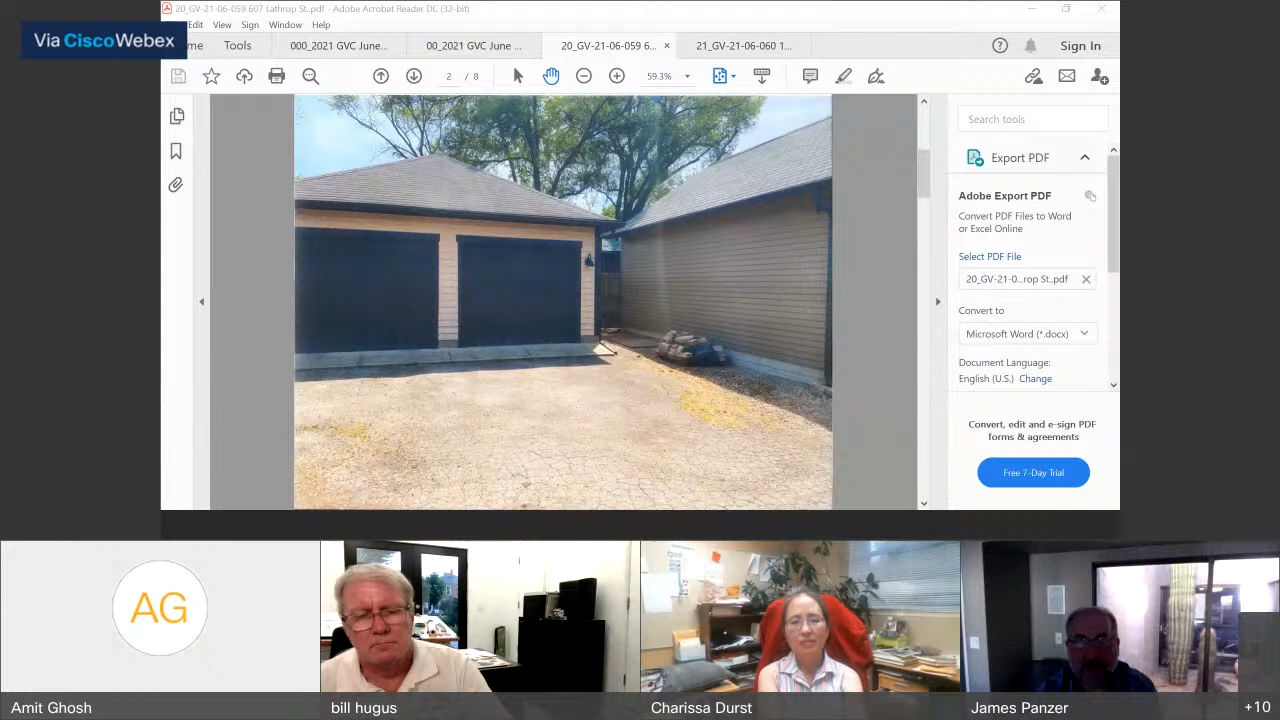 20_GV-21-06-059 607 Lathrop St..pdf - Adobe Acrobat Reader DC (32-bit)
Via Cisco Webex
Edit View Sign Window Help
me Tools 000_2021 GVC June... 00_2021 GVC June ... 20_GV-21-06-059 6... × 21_GV-21-06-060 1... Sign In
2 / 8 59.3%
Search tools
Export PDF
Adobe Export PDF
Convert PDF Files to Word
or Excel Online
Select PDF File
20_GV-21-0...rop St..pdf
Convert to
Microsoft Word (*.docx)
Document Language:
English (U.S.) Change
Convert, edit and e-sign PDF
forms & agreements
Free 7-Day Trial
AG
Amit Ghosh bill hugus Charissa Durst James Panzer +10